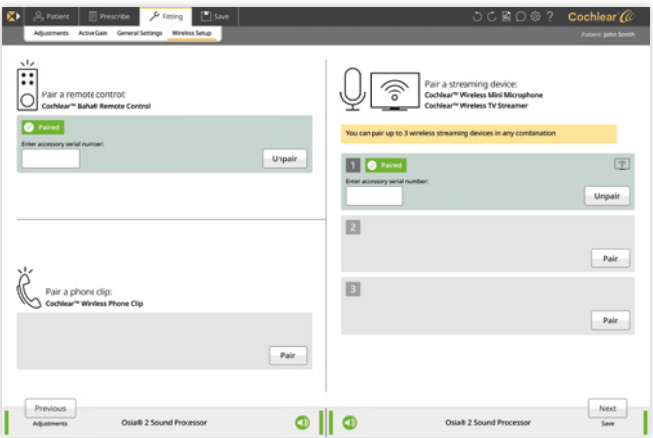 Patient
Prescribe
Fitting
Save
?
Cochlear
Adjustments
Active Gain
General Settings
Wireless Setup
Patient: John Smith
Pair a remote control:
Cochlear™ Baha® Remote Control
Paired
Enter accessory serial number:
Unpair
Pair a phone clip:
Cochlear™ Wireless Phone Clip
Pair
Pair a streaming device:
Cochlear™ Wireless Mini Microphone
Cochlear™ Wireless TV Streamer
You can pair up to 3 wireless streaming devices in any combination
1
Paired
Enter accessory serial number:
Unpair
2
Pair
3
Pair
Previous
Adjustments
Osia® 2 Sound Processor
Osia® 2 Sound Processor
Next
Save